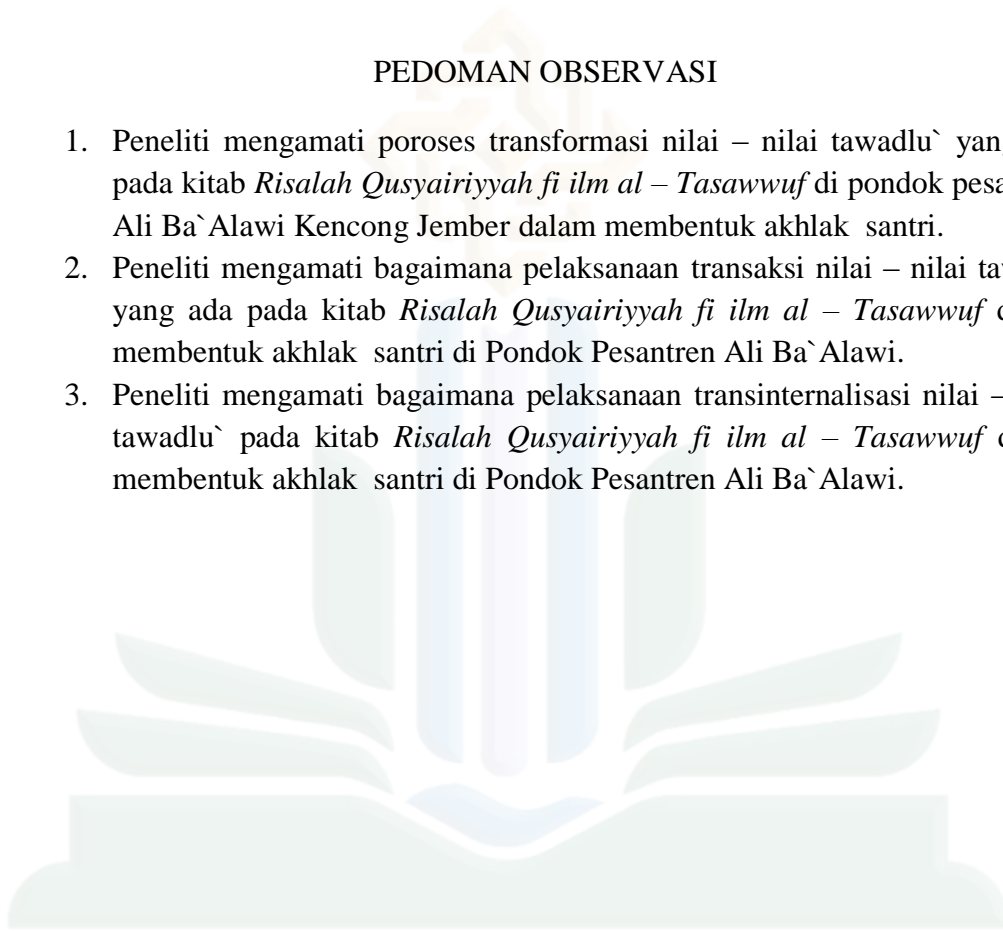 PEDOMAN OBSERVASI
1. Peneliti mengamati poroses transformasi nilai – nilai tawadlu` yang
pada kitab Risalah Qusyairiyyah fi ilm al – Tasawwuf di pondok
Ali Ba`Alawi Kencong Jember dalam membentuk akhlak santri.
2. Peneliti mengamati bagaimana pelaksanaan transaksi nilai – nilai
yang ada pada kitab Risalah Qusyairiyyah fi ilm al – Tasawwuf
membentuk akhlak santri di Pondok Pesantren Ali Ba`Alawi.
3. Peneliti mengamati bagaimana pelaksanaan transinternalisasi nilai –
tawadlu` pada kitab Risalah Qusyairiyyah fi ilm al – Tasawwuf
membentuk akhlak santri di Pondok Pesantren Ali Ba`Alawi.